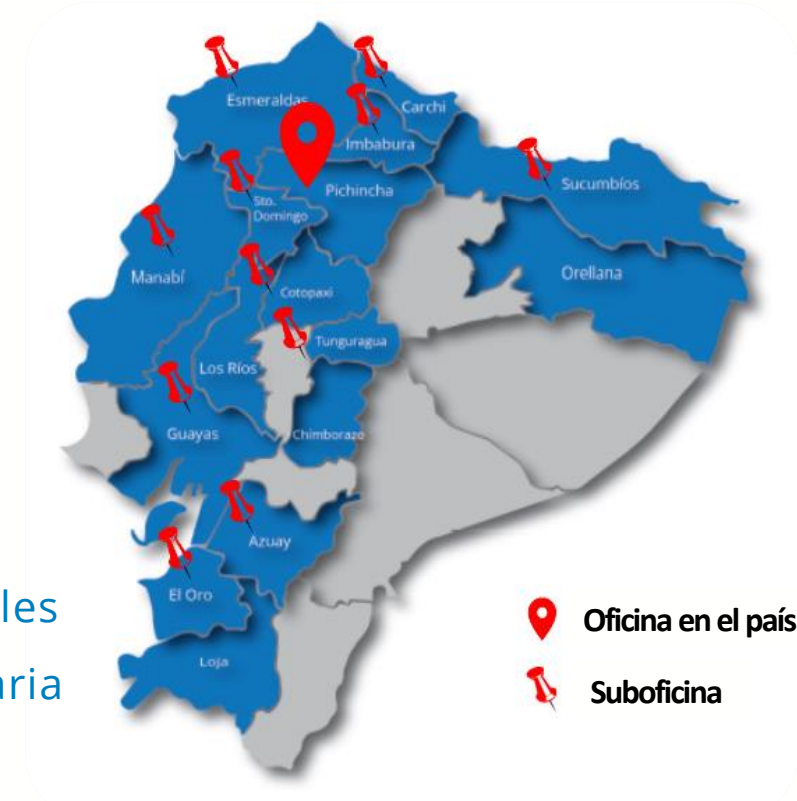 Esmeraldas
Carchi
Imbabura
Sucumbíos
Pichincha
Sto.
Domingo
Orellana
Manabí
Cotopaxi
Tunguragua
Los Ríos
Guayas
Chimborazo
Azuay
El Oro
les
Oficina en el país
Loja
aria
Suboficina